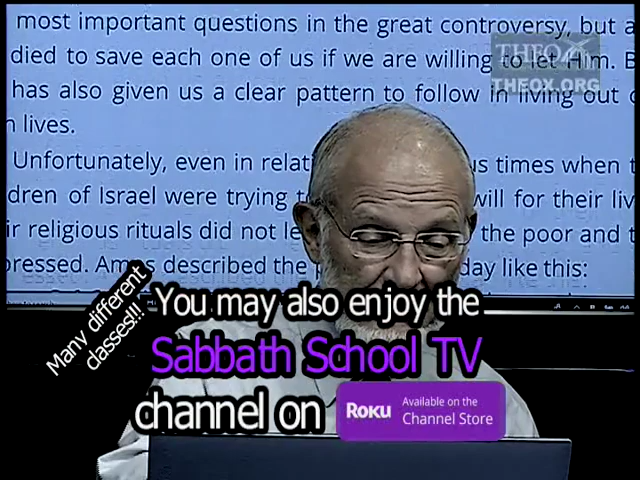 most important questions in the great controversy, but a
died to save each one of us if we are willing to let Him. B
has also given us a clear pattern to follow in living out o
n lives.
Unfortunately, even in relati s times when t
dren of Israel were trying t will for their liv
ir religious rituals did not le the poor and t
pressed. Amos described the p day like this:
THEOX
THEOX.ORG
Many different
classes!!!
You may also enjoy the
Sabbath School TV
channel on
Roku
Available on the
Channel Store